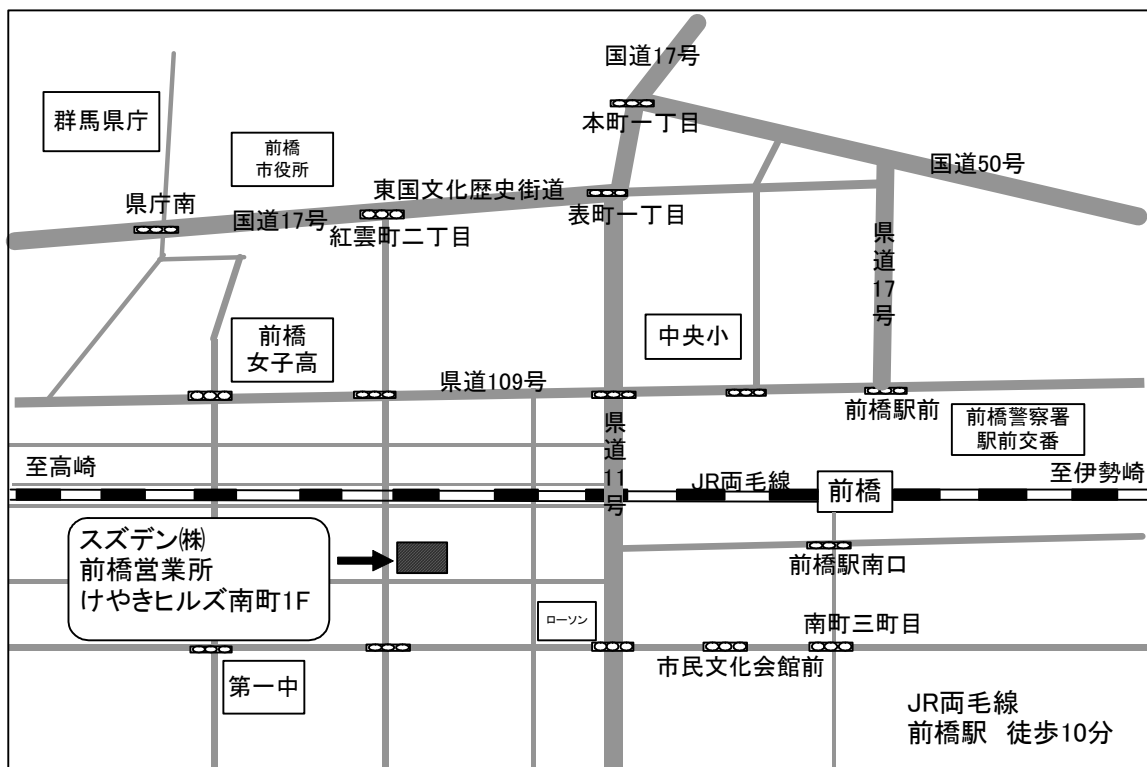 国道17号
群馬県庁
本町一丁目
前橋
市役所
国道50号
東国文化歴史街道
県庁南
国道17号
表町一丁目
紅雲町二丁目
県道17号
前橋
女子高
中央小
県道109号
前橋駅前
前橋警察署
駅前交番
県道11号
至高崎
JR両毛線
前橋
至伊勢崎
スズデン㈱
前橋営業所
けやきヒルズ南町1F
前橋駅南口
ローソン
南町三町目
市民文化会館前
第一中
JR両毛線
前橋駅 徒歩10分